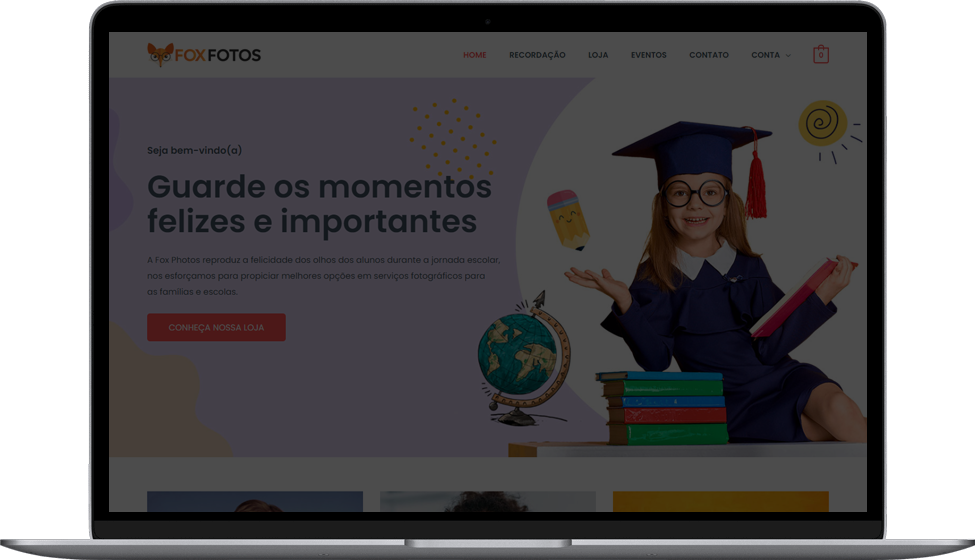 FOXFOTOS
HOME RECORDAÇÃO LOJA EVENTOS CONTATO CONTA 0
Seja bem-vindo(a)
Guarde os momentos
felizes e importantes
A Fox Photos reproduz a felicidade dos olhos dos alunos durante a jornada escolar,
nos esforçamos para propiciar melhores opções em serviços fotográficos para
as famílias e escolas.
CONHEÇA NOSSA LOJA